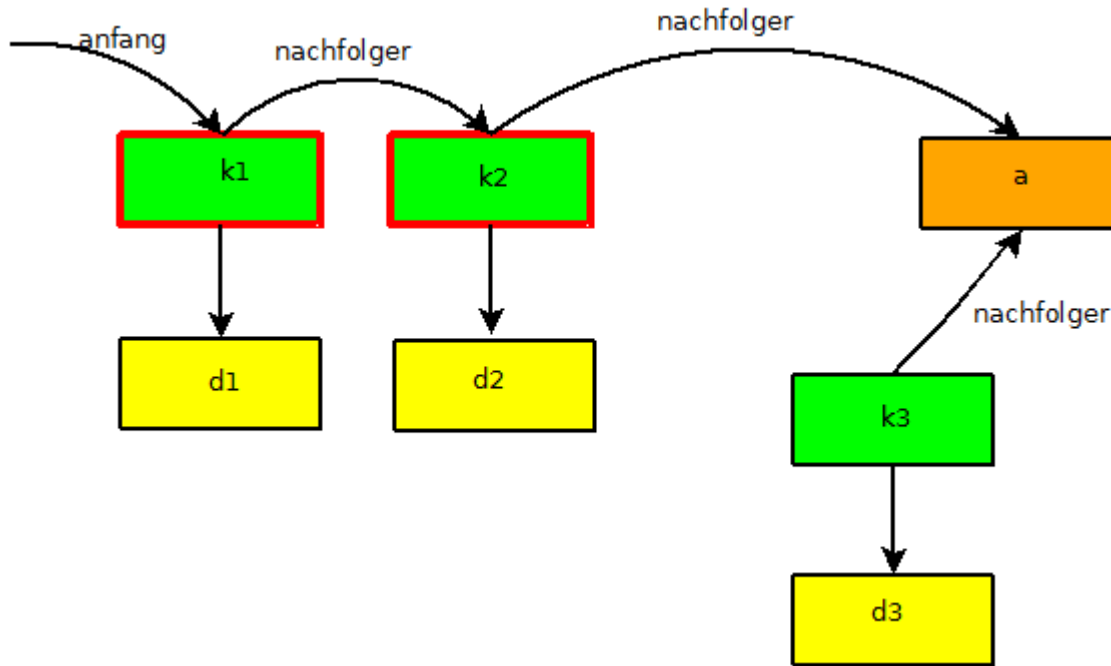 anfang
nachfolger
nachfolger
k1
k2
a
d1
d2
nachfolger
k3
d3